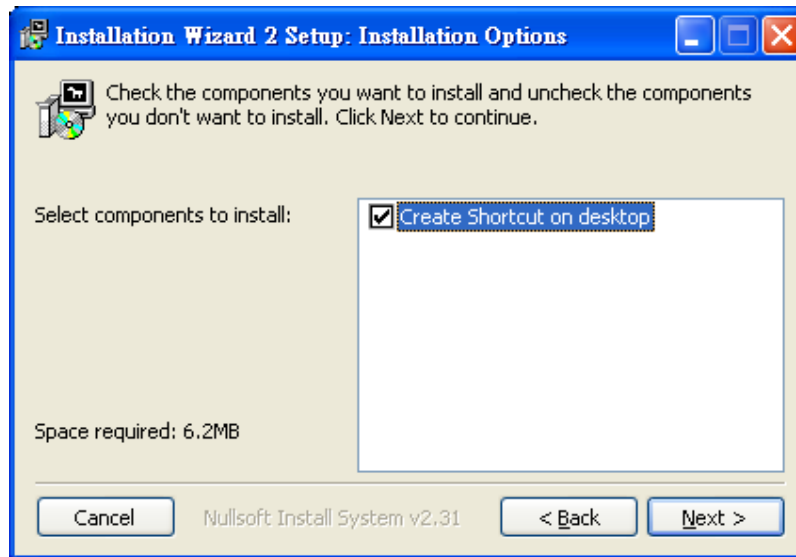 Installation Wizard 2 Setup: Installation Options
Check the components you want to install and uncheck the components
you don't want to install. Click Next to continue.
Select components to install:
Create Shortcut on desktop
Space required: 6.2MB
Cancel
Nullsoft Install System v2.31
< Back
Next >